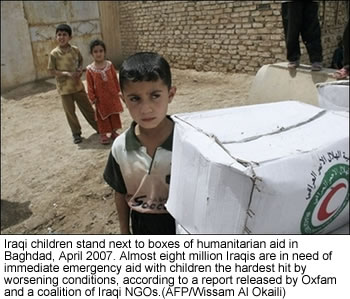 Iraqi children stand next to boxes of humanitarian aid in
Baghdad, April 2007. Almost eight million Iraqis are in need of
immediate emergency aid with children the hardest hit by
worsening conditions, according to a report released by Oxfam
and a coalition of Iraqi NGOs.(AFP/Wissam Al Okaili)